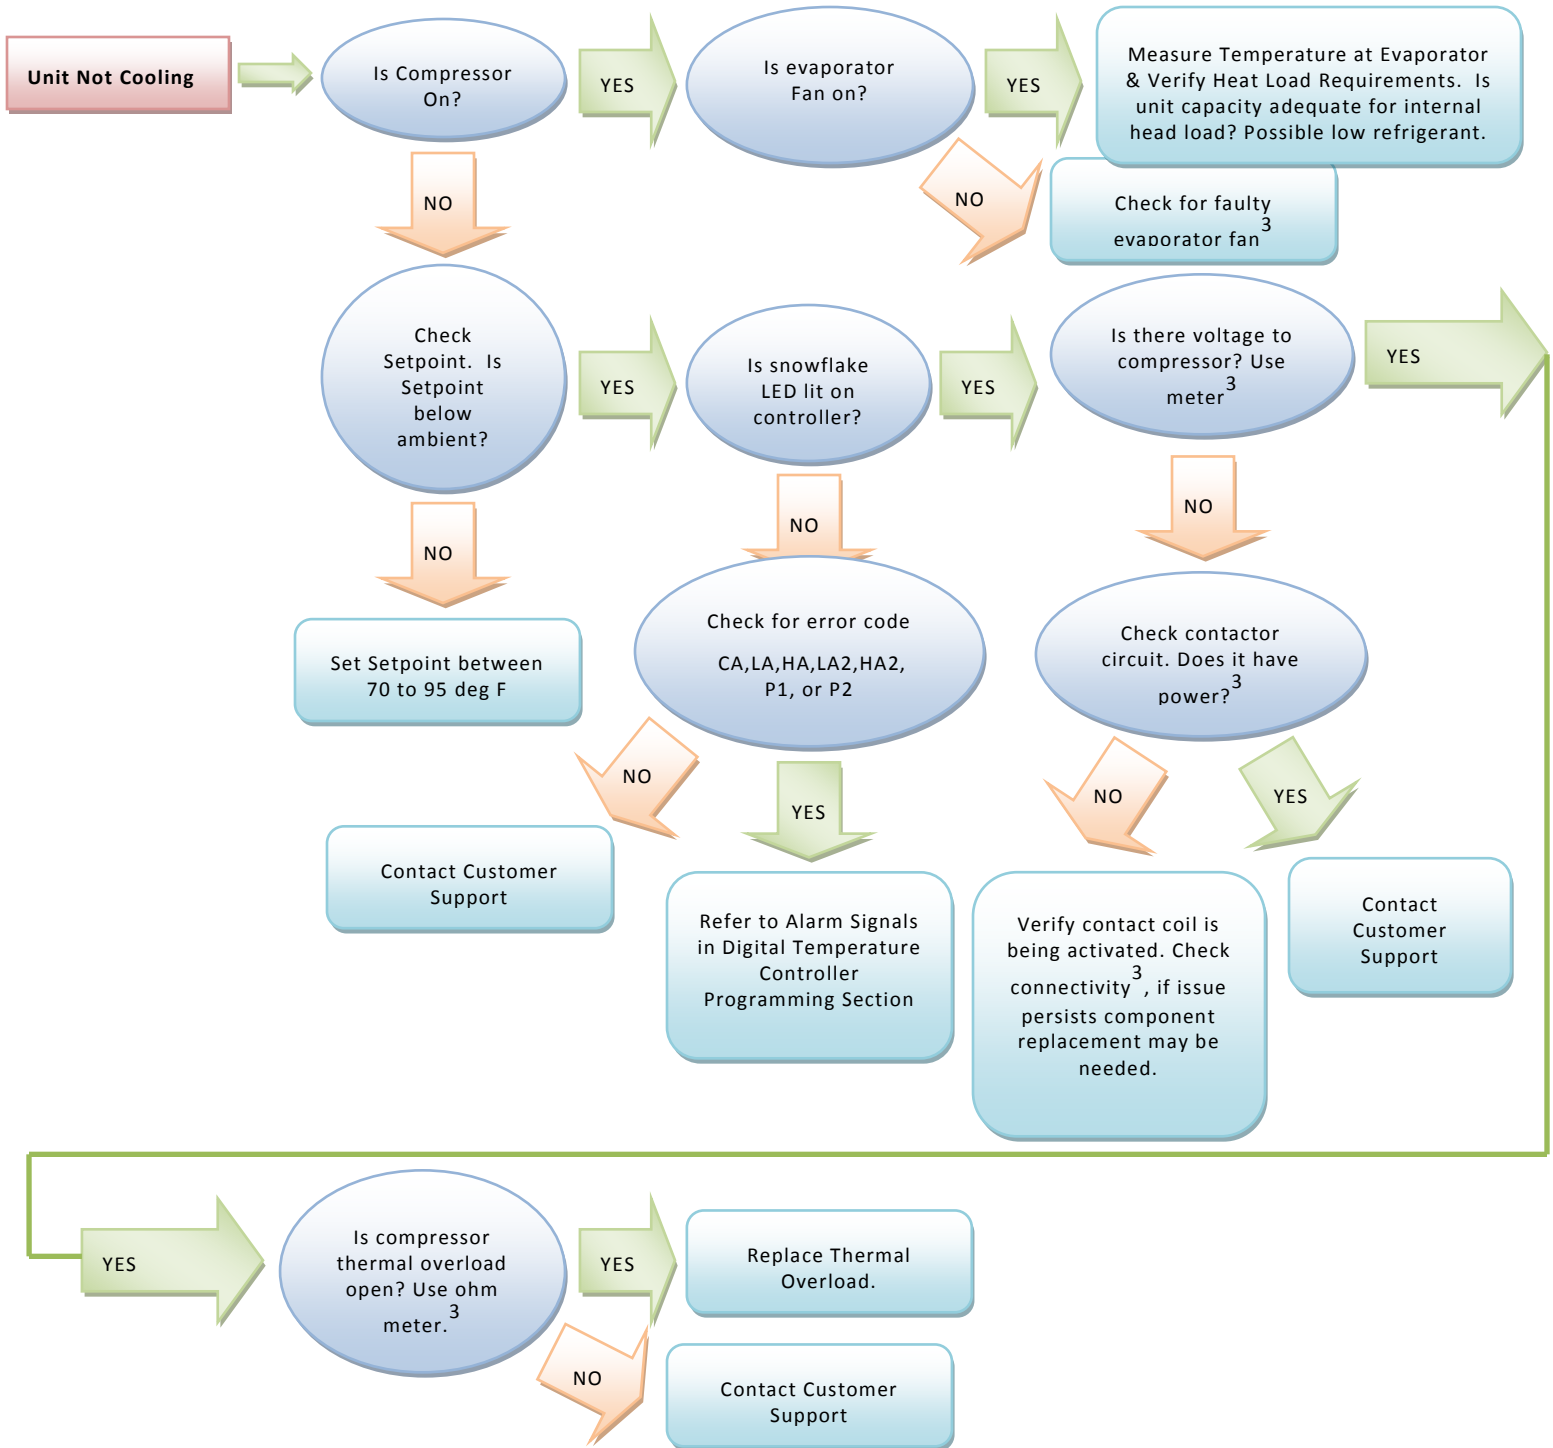 Unit Not Cooling
Is Compressor
On?
YES
Is evaporator
Fan on?
YES
Measure Temperature at Evaporator
& Verify Heat Load Requirements. Is
unit capacity adequate for internal
head load? Possible low refrigerant.
NO
NO
Check for faulty
evaporator fan3
Check
Setpoint. Is
Setpoint
below
ambient?
YES
Is snowflake
LED lit on
controller?
YES
Is there voltage to
compressor? Use
meter3
YES
NO
NO
NO
Set Setpoint between
70 to 95 deg F
Check for error code
CA,LA,HA,LA2,HA2,
P1, or P2
Check contactor
circuit. Does it have
power?3
NO
YES
NO
YES
Contact Customer
Support
Refer to Alarm Signals
in Digital Temperature
Controller
Programming Section
Verify contact coil is
being activated. Check
connectivity3, if issue
persists component
replacement may be
needed.
Contact
Customer
Support
YES
Is compressor
thermal overload
open? Use ohm
meter.3
YES
Replace Thermal
Overload.
NO
Contact Customer
Support